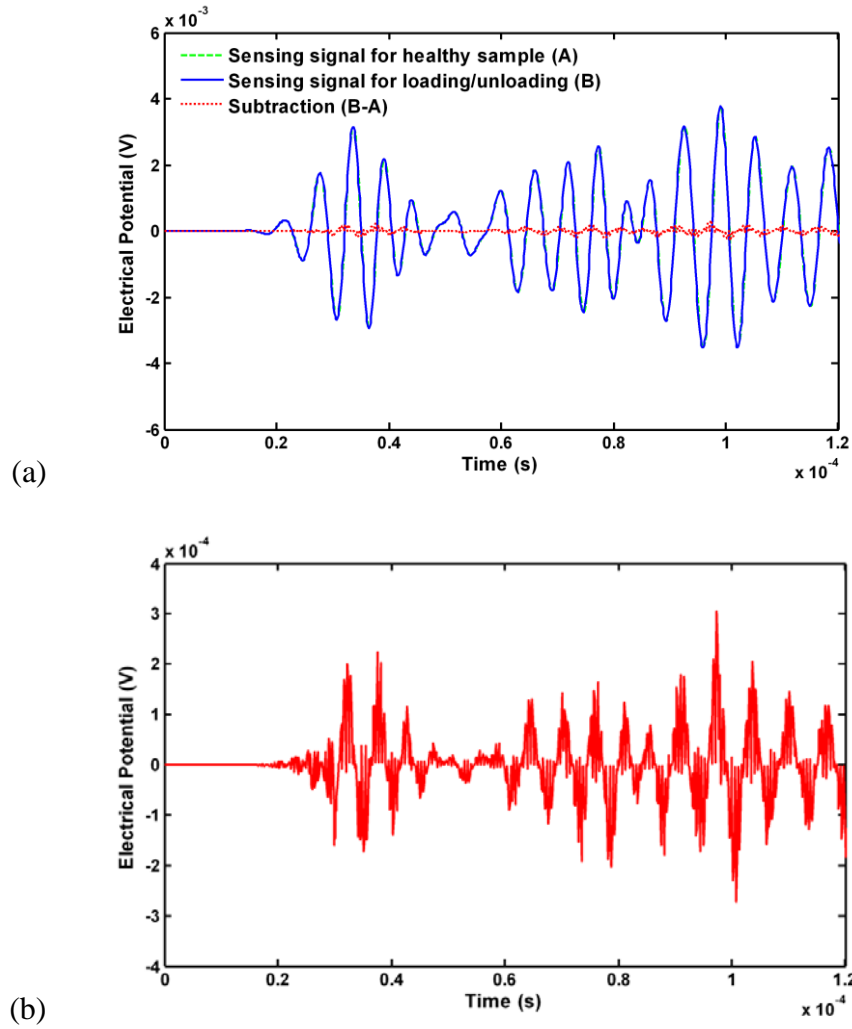 x 10⁻³
6
4
2
0
-2
-4
-6
Electrical Potential (V)
Sensing signal for healthy sample (A)
Sensing signal for loading/unloading (B)
Subtraction (B-A)
0
0.2
0.4
0.6
0.8
1
1.2
Time (s)
x 10⁻⁴
(a)
x 10⁻⁴
4
3
2
1
0
-1
-2
-3
-4
Electrical Potential (V)
0
0.2
0.4
0.6
0.8
1
1.2
Time (s)
x 10⁻⁴
(b)